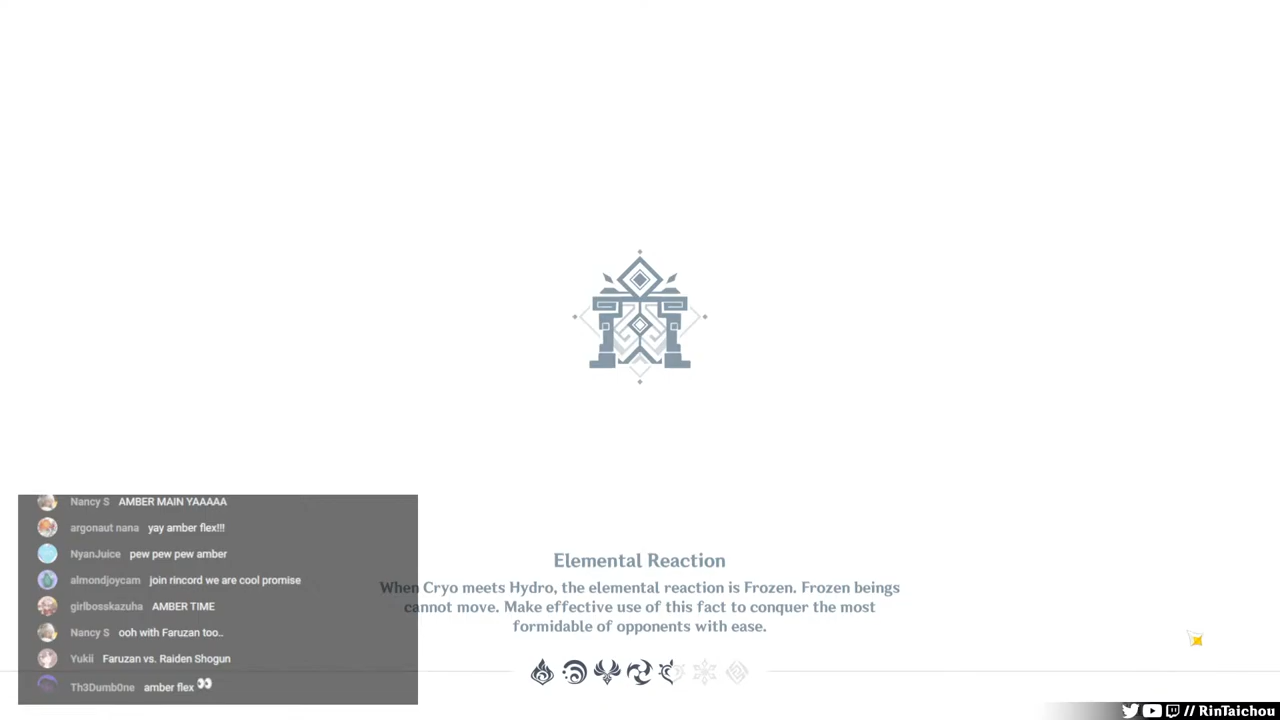 Nancy S AMBER MAIN YAAAAA
argonaut nana yay amber flex!!!
NyanJuice pew pew pew amber
almondjoycam join rincord we are cool promise
girlbosskazuha AMBER TIME
Nancy S ooh with Faruzan too..
Yukii Faruzan vs. Raiden Shogun
Th3Dumb0ne amber flex 👀
Elemental Reaction
When Cryo meets Hydro, the elemental reaction is Frozen. Frozen beings
cannot move. Make effective use of this fact to conquer the most
formidable of opponents with ease.
// RinTaichou